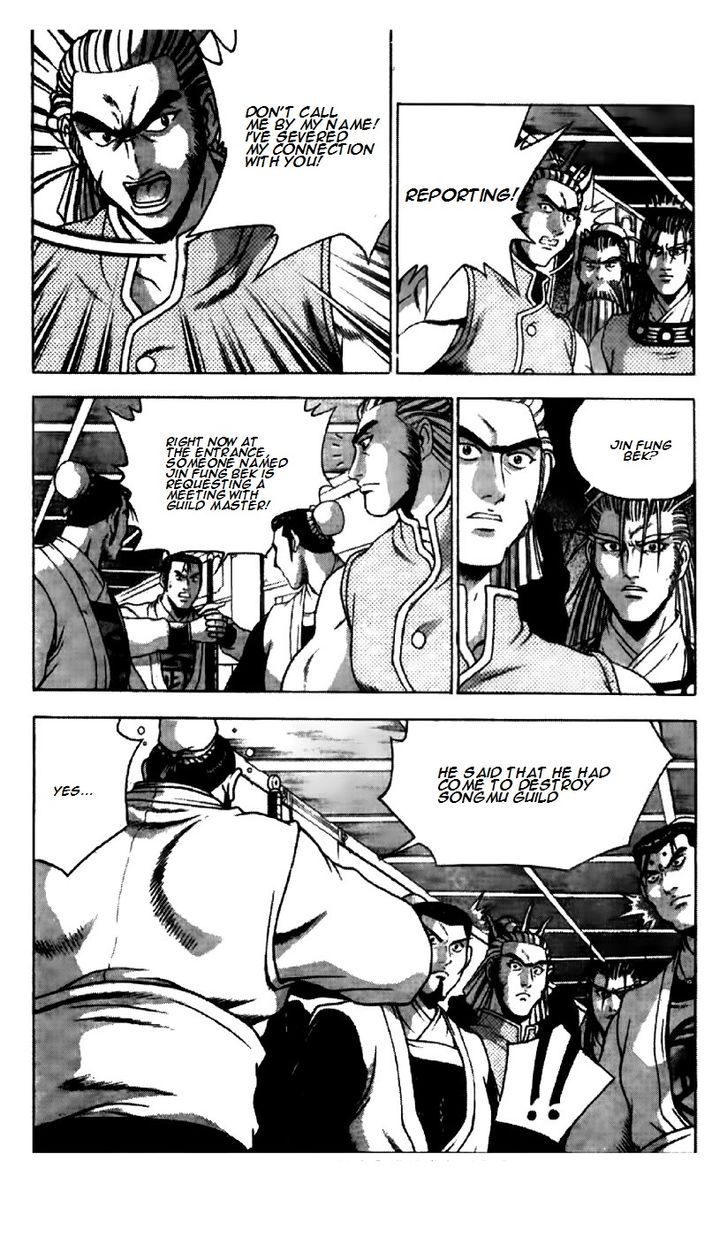 DON'T CALL
ME BY MY NAME!
I'VE SEVERED
MY CONNECTION
WITH YOU!
REPORTING!
RIGHT NOW AT
THE ENTRANCE,
SOMEONE NAMED
JIN FUNG BEK IS
REQUESTING A
MEETING WITH
GUILD MASTER!
JIN FUNG
BEK?
YES...
HE SAID THAT HE HAD
COME TO DESTROY
SONGMU GUILD
!!